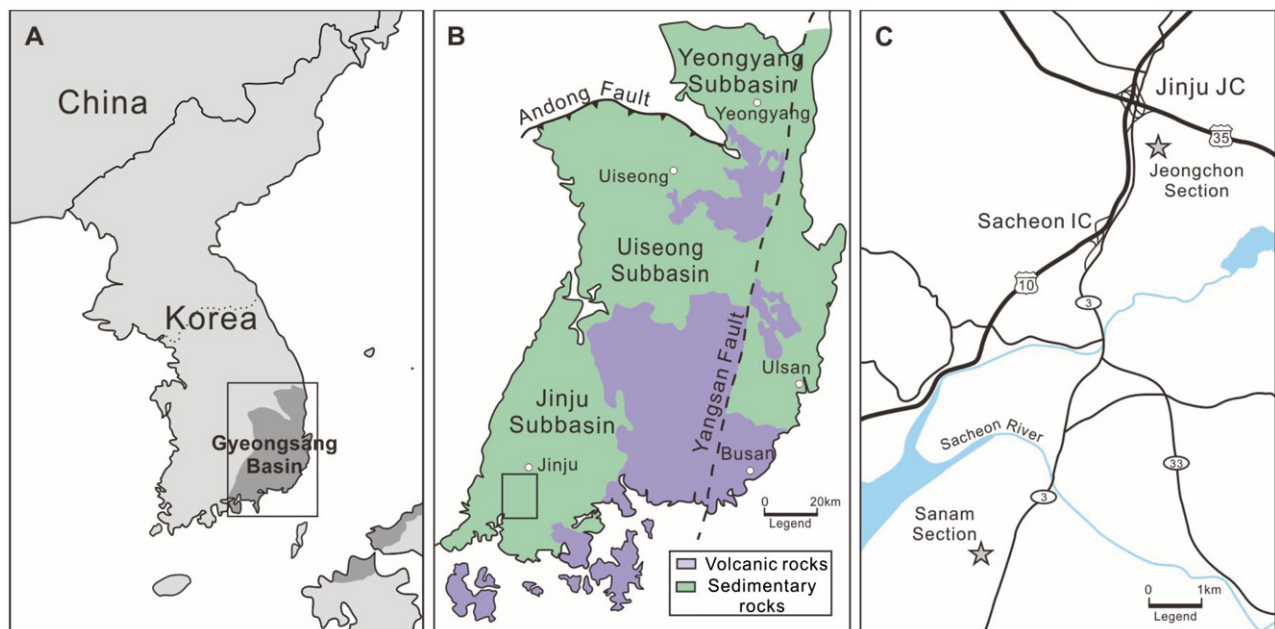 A
China
Korea
Gyeongsang
Basin
B
Yeongyang
Subbasin
Yeongyang
Andong Fault
Uiseong
Uiseong
Subbasin
Yangsan Fault
Ulsan
Jinju
Subbasin
Busan
Jinju
0 20km
Legend
Volcanic rocks
Sedimentary
rocks
C
Jinju JC
35
Jeongchon
Section
Sacheon IC
10
3
Sacheon River
33
3
Sanam
Section
0 1km
Legend